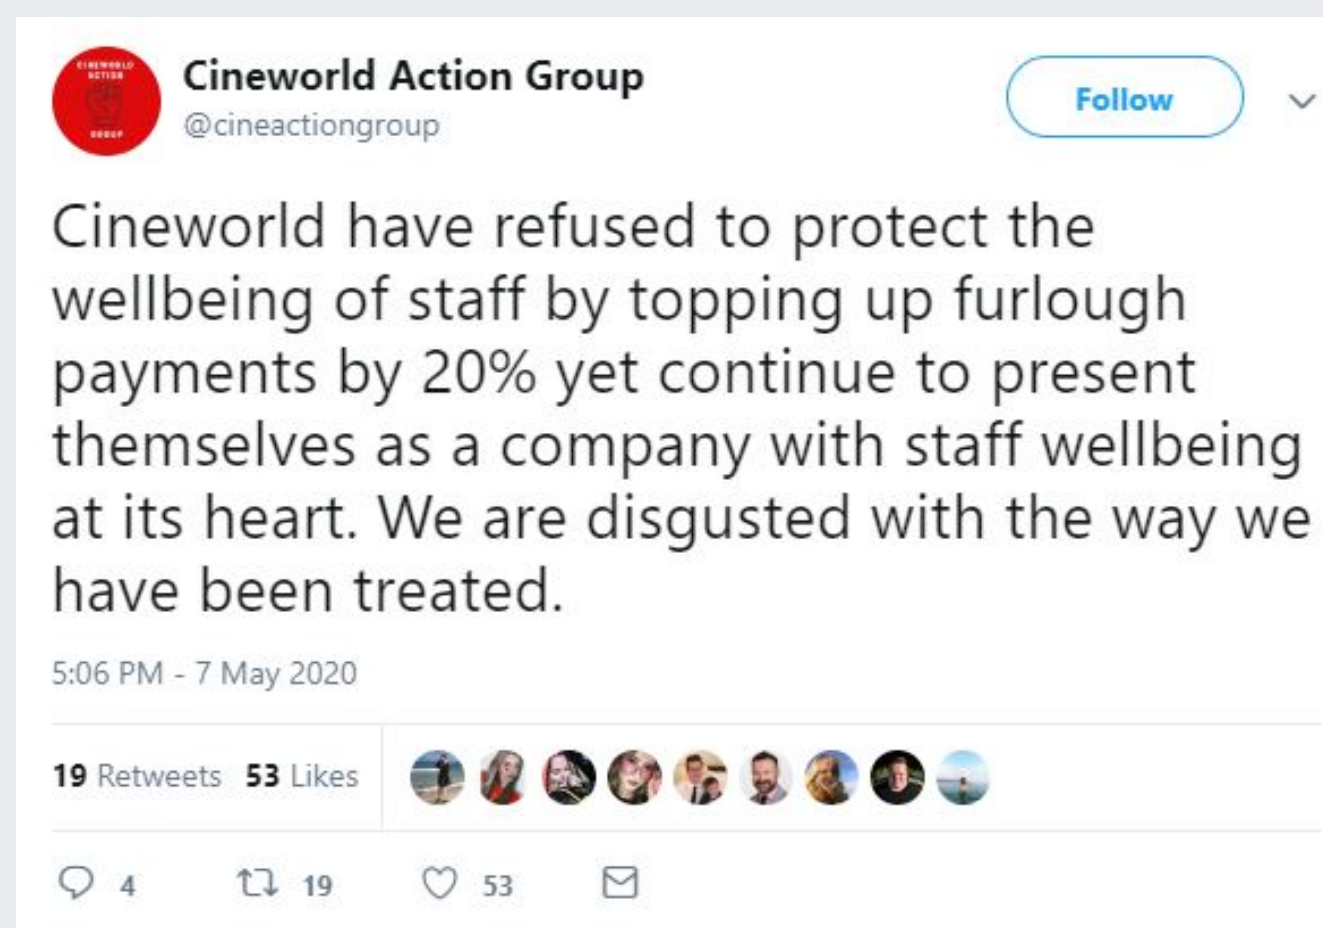 CINEWORLD
ACTION
GROUP
Cineworld Action Group
@cineactiongroup
Follow
Cineworld have refused to protect the
wellbeing of staff by topping up furlough
payments by 20% yet continue to present
themselves as a company with staff wellbeing
at its heart. We are disgusted with the way we
have been treated.
5:06 PM - 7 May 2020
19 Retweets 53 Likes
4 19 53